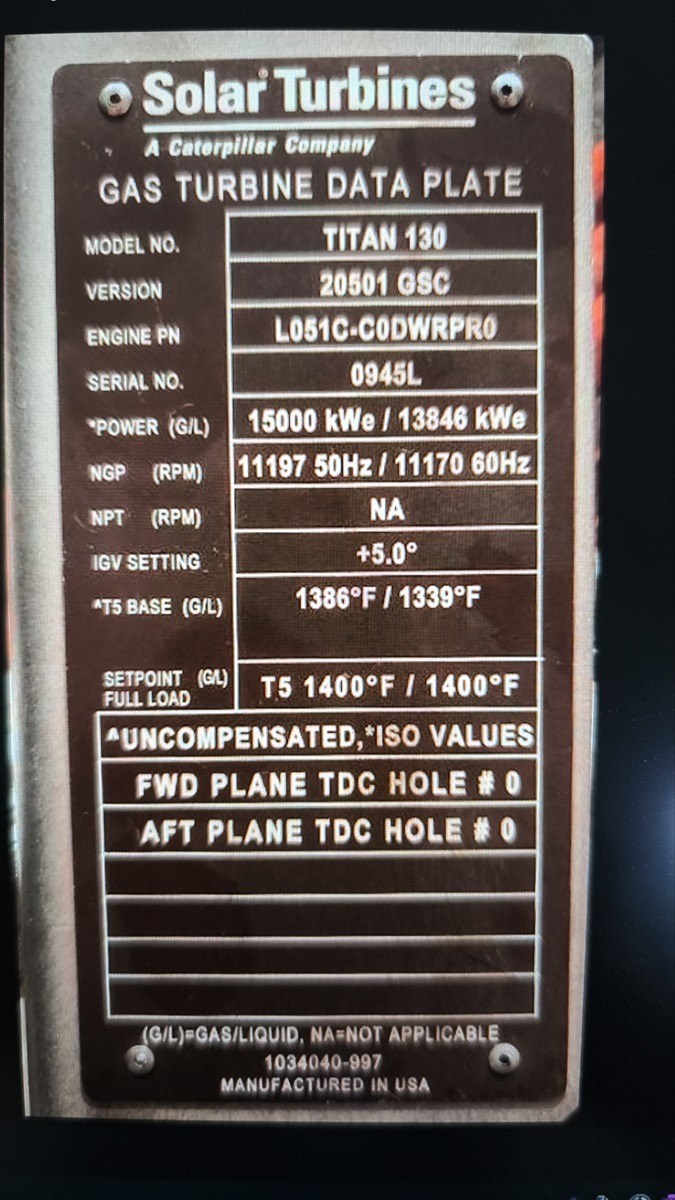 Solar Turbines
A Caterpillar Company
GAS TURBINE DATA PLATE
MODEL NO. TITAN 130
VERSION 20501 GSC
ENGINE PN L051C-C0DWRPR0
SERIAL NO. 0945L
*POWER (G/L) 15000 kWe / 13846 kWe
NGP (RPM) 11197 50Hz / 11170 60Hz
NPT (RPM) NA
IGV SETTING +5.0°
^T5 BASE (G/L) 1386°F / 1339°F
SETPOINT (G/L) FULL LOAD T5 1400°F / 1400°F
^UNCOMPENSATED,*ISO VALUES
FWD PLANE TDC HOLE # 0
AFT PLANE TDC HOLE # 0
(G/L)=GAS/LIQUID, NA=NOT APPLICABLE
1034040-997
MANUFACTURED IN USA